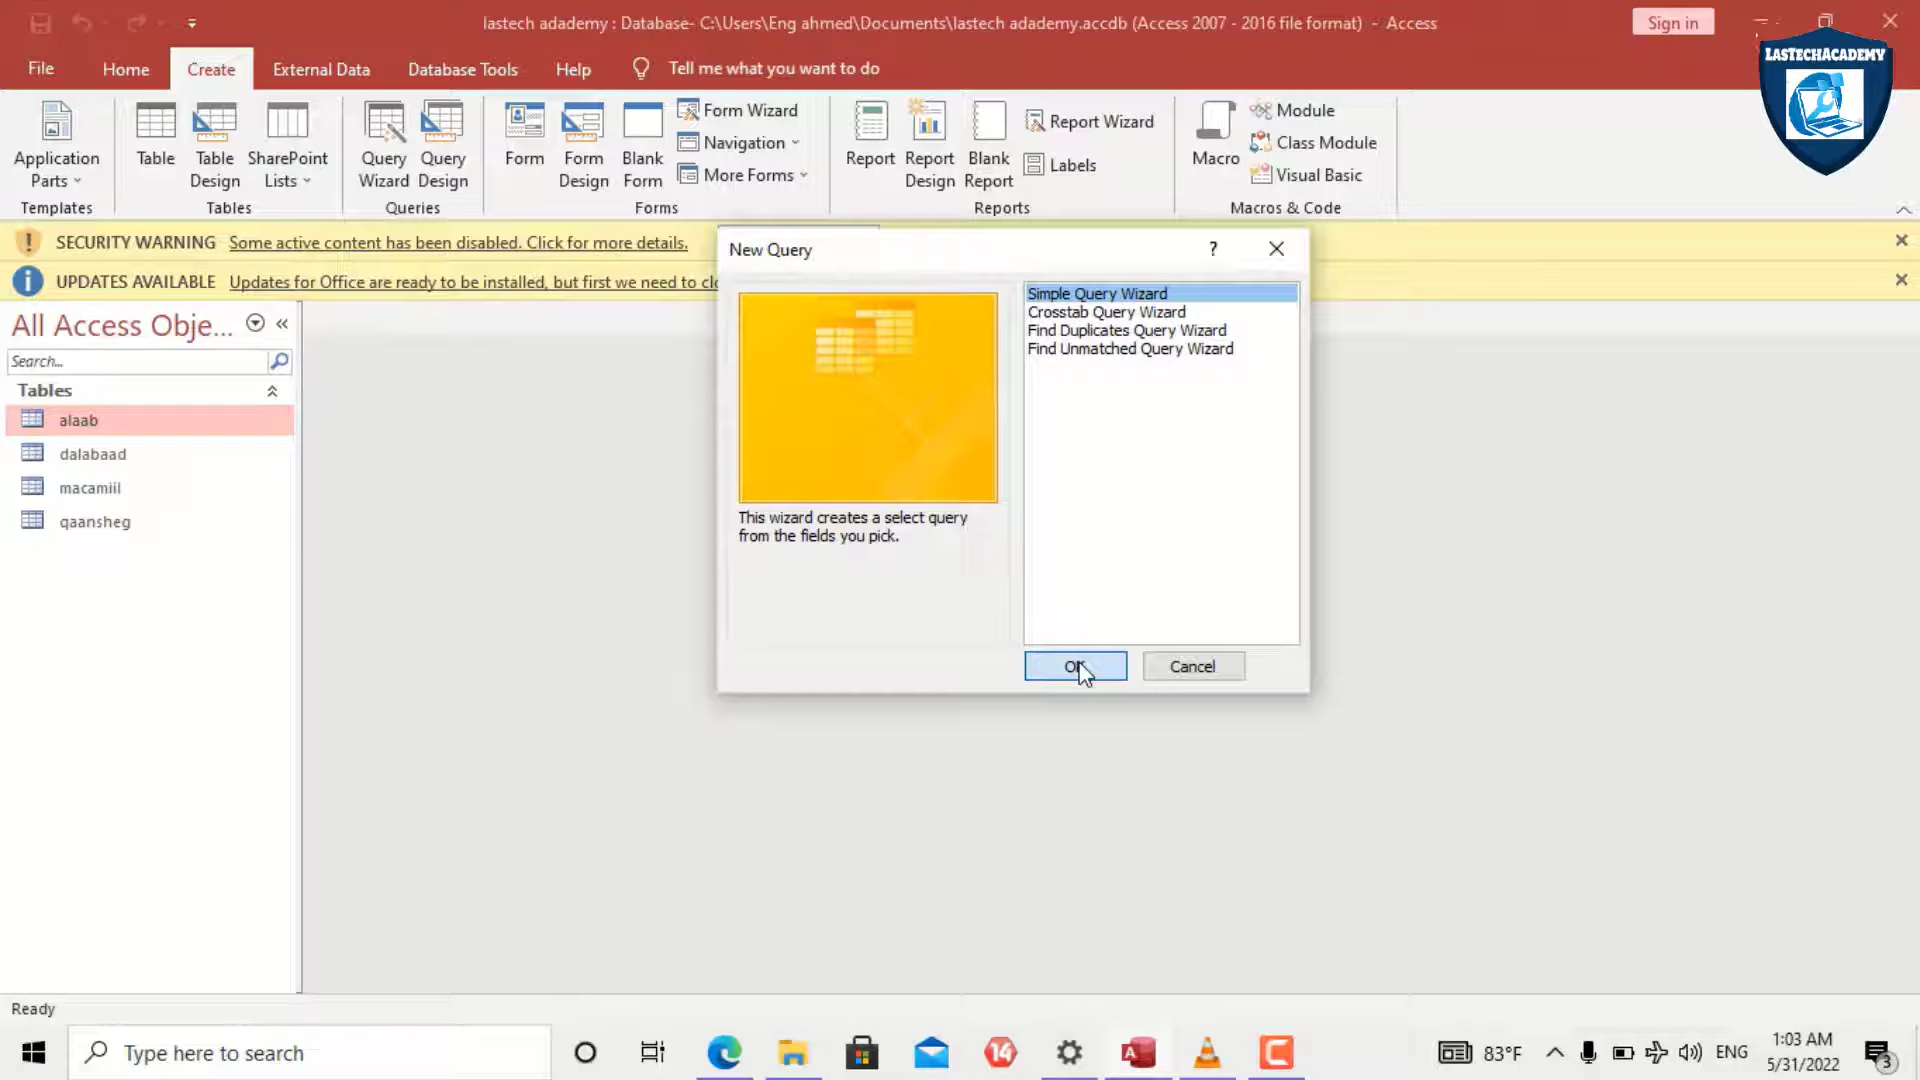 lastech adademy : Database- C:\Users\Eng ahmed\Documents\lastech adademy.accdb (Access 2007 - 2016 file format) - Access
Sign in
LASTECHACADEMY
File Home Create External Data Database Tools Help Tell me what you want to do
Application Parts
Table
Table Design
SharePoint Lists
Query Wizard
Query Design
Form
Form Design
Blank Form
Form Wizard
Navigation
More Forms
Report
Report Design
Blank Report
Report Wizard
Labels
Macro
Module
Class Module
Visual Basic
Templates Tables Queries Forms Reports Macros & Code
SECURITY WARNING Some active content has been disabled. Click for more details.
UPDATES AVAILABLE Updates for Office are ready to be installed, but first we need to clo
New Query
?
Simple Query Wizard
Crosstab Query Wizard
Find Duplicates Query Wizard
Find Unmatched Query Wizard
This wizard creates a select query
from the fields you pick.
OK Cancel
All Access Obje...
Search...
Tables
alaab
dalabaad
macamiil
qaansheg
Ready
Type here to search
14
83°F
ENG
1:03 AM
5/31/2022
3